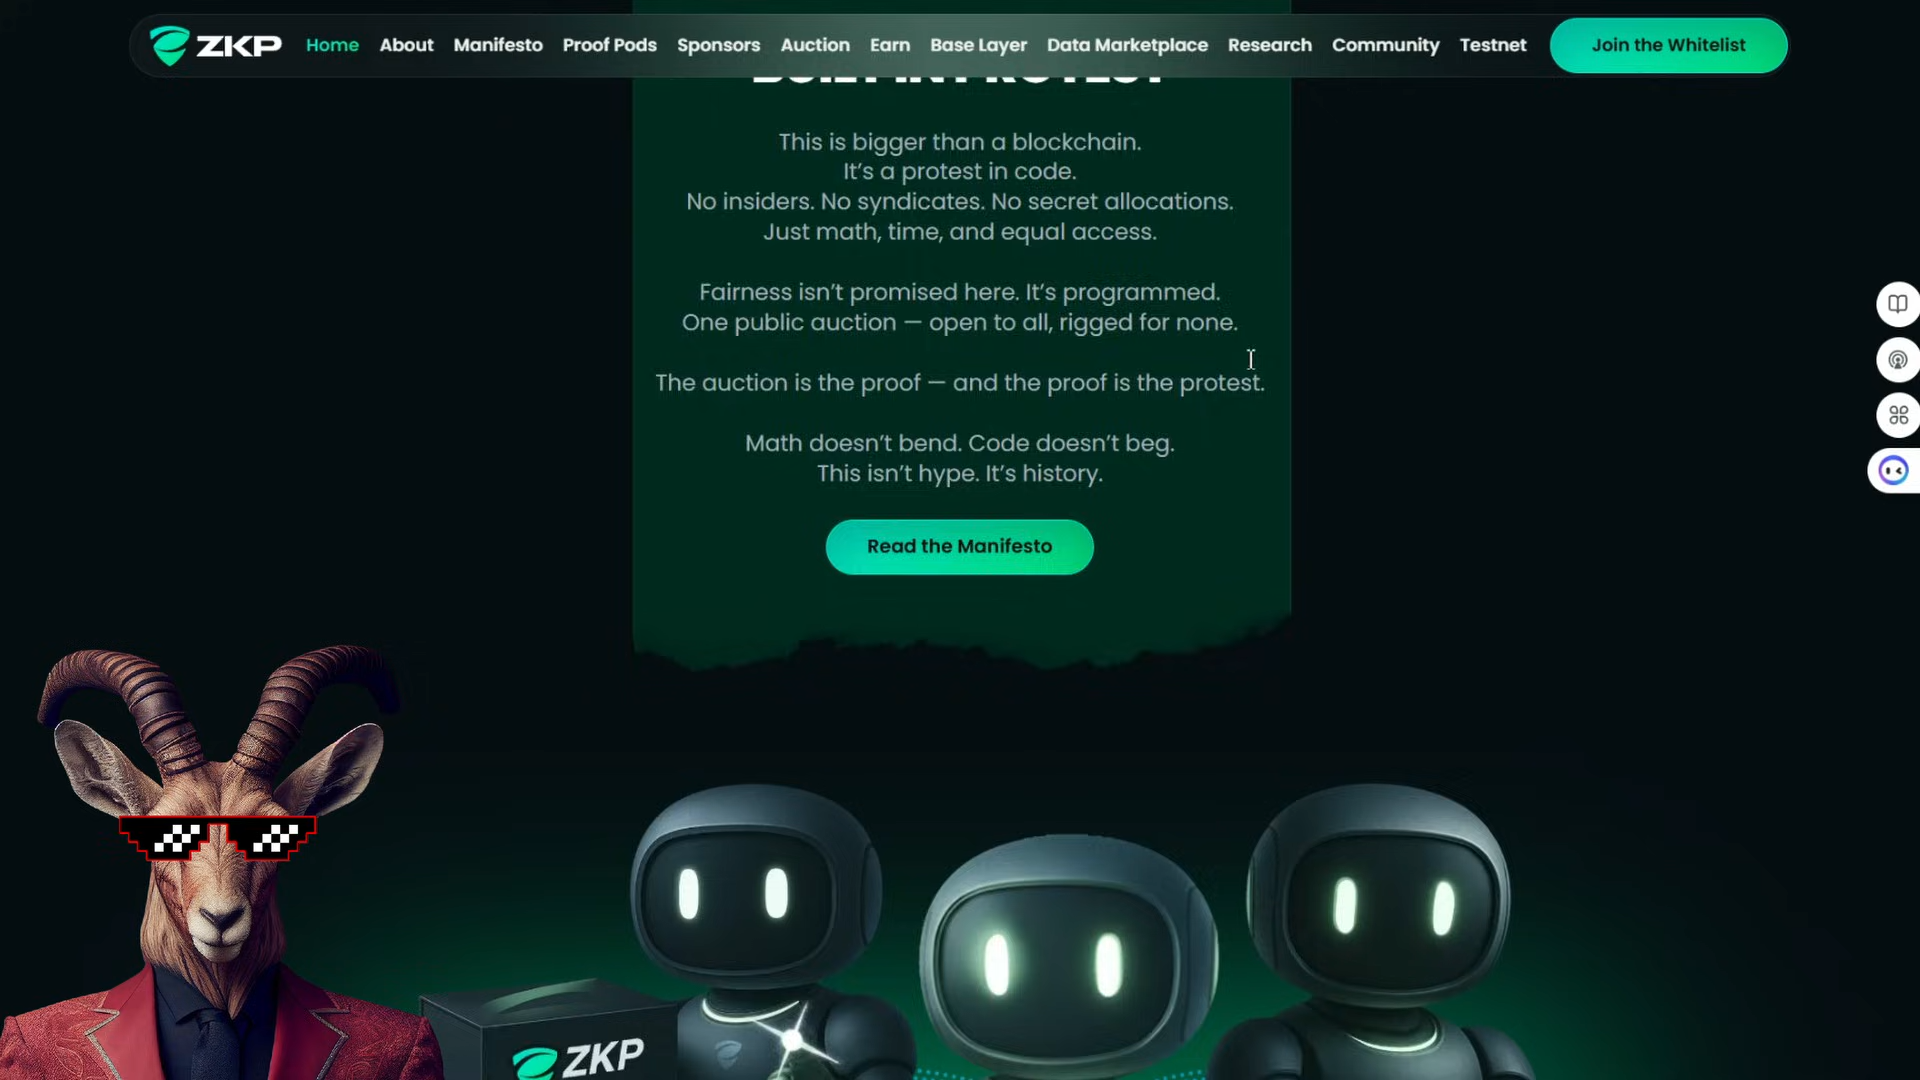 ZKP
Home
About
Manifesto
Proof Pods
Sponsors
Auction
Earn
Base Layer
Data Marketplace
Research
Community
Testnet
Join the Whitelist
BUILT IN PROTEST
This is bigger than a blockchain.
It’s a protest in code.
No insiders. No syndicates. No secret allocations.
Just math, time, and equal access.
Fairness isn’t promised here. It’s programmed.
One public auction — open to all, rigged for none.
The auction is the proof — and the proof is the protest.
Math doesn’t bend. Code doesn’t beg.
This isn’t hype. It’s history.
Read the Manifesto
ZKP